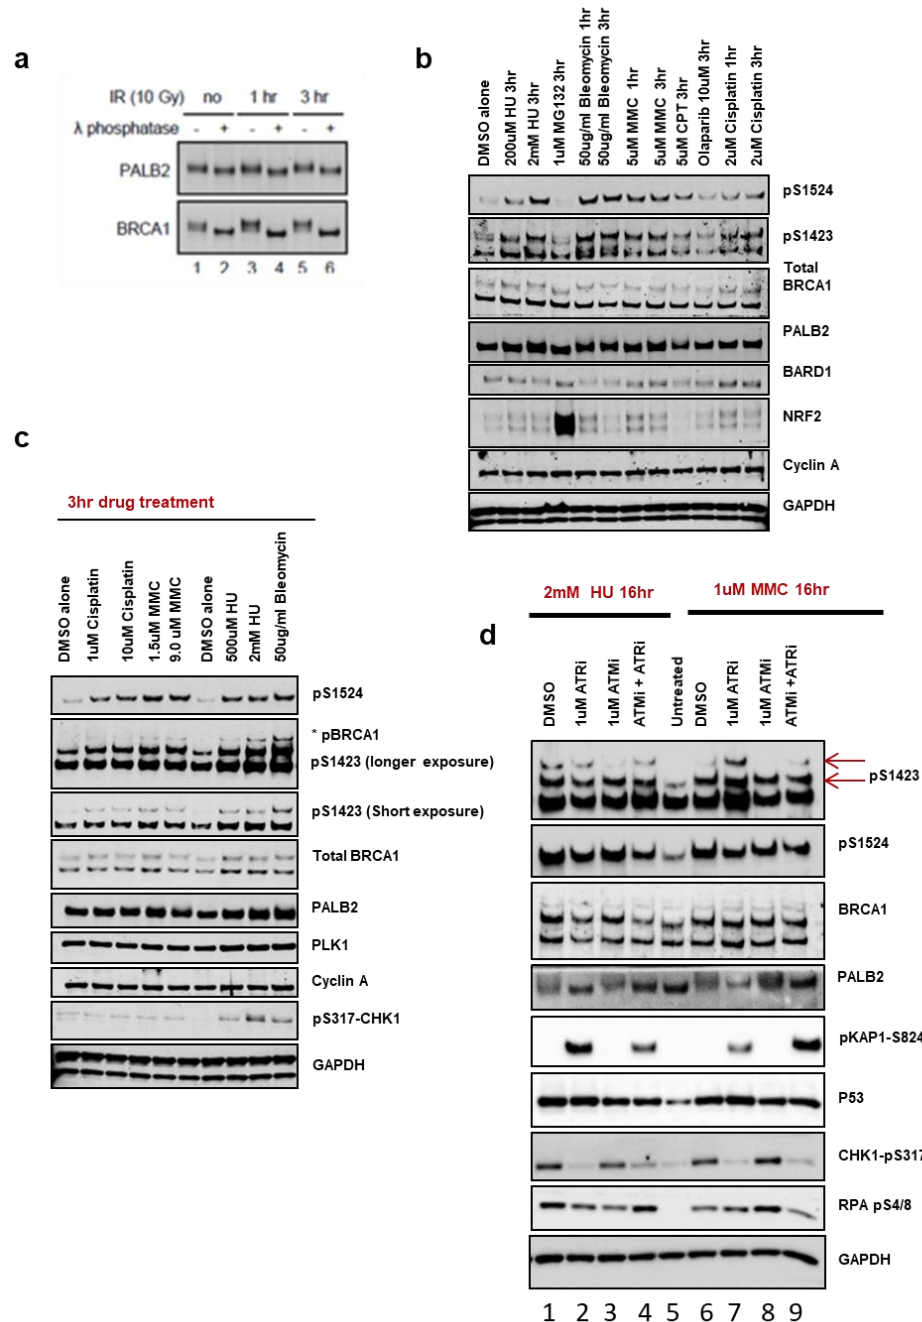 a
IR (10 Gy) no 1 hr 3 hr
λ phosphatase - + - + - +
PALB2
BRCA1
1 2 3 4 5 6
b
DMSO alone
200uM HU 3hr
2mM HU 3hr
1uM MG132 3hr
50ug/ml Bleomycin 1hr
50ug/ml Bleomycin 3hr
5uM MMC 1hr
5uM MMC 3hr
5uM CPT 3hr
Olaparib 10uM 3hr
2uM Cisplatin 1hr
2uM Cisplatin 3hr
pS1524
pS1423
Total
BRCA1
PALB2
BARD1
NRF2
Cyclin A
GAPDH
c
3hr drug treatment
DMSO alone
1uM Cisplatin
10uM Cisplatin
1.5uM MMC
9.0 uM MMC
DMSO alone
500uM HU
2mM HU
50ug/ml Bleomycin
pS1524
* pBRCA1
pS1423 (longer exposure)
pS1423 (Short exposure)
Total BRCA1
PALB2
PLK1
Cyclin A
pS317-CHK1
GAPDH
d
2mM HU 16hr 1uM MMC 16hr
DMSO
1uM ATRi
1uM ATMi
ATMi + ATRi
Untreated
DMSO
1uM ATRi
1uM ATMi
ATMi +ATRi
pS1423
pS1524
BRCA1
PALB2
pKAP1-S824
P53
CHK1-pS317
RPA pS4/8
GAPDH
1 2 3 4 5 6 7 8 9